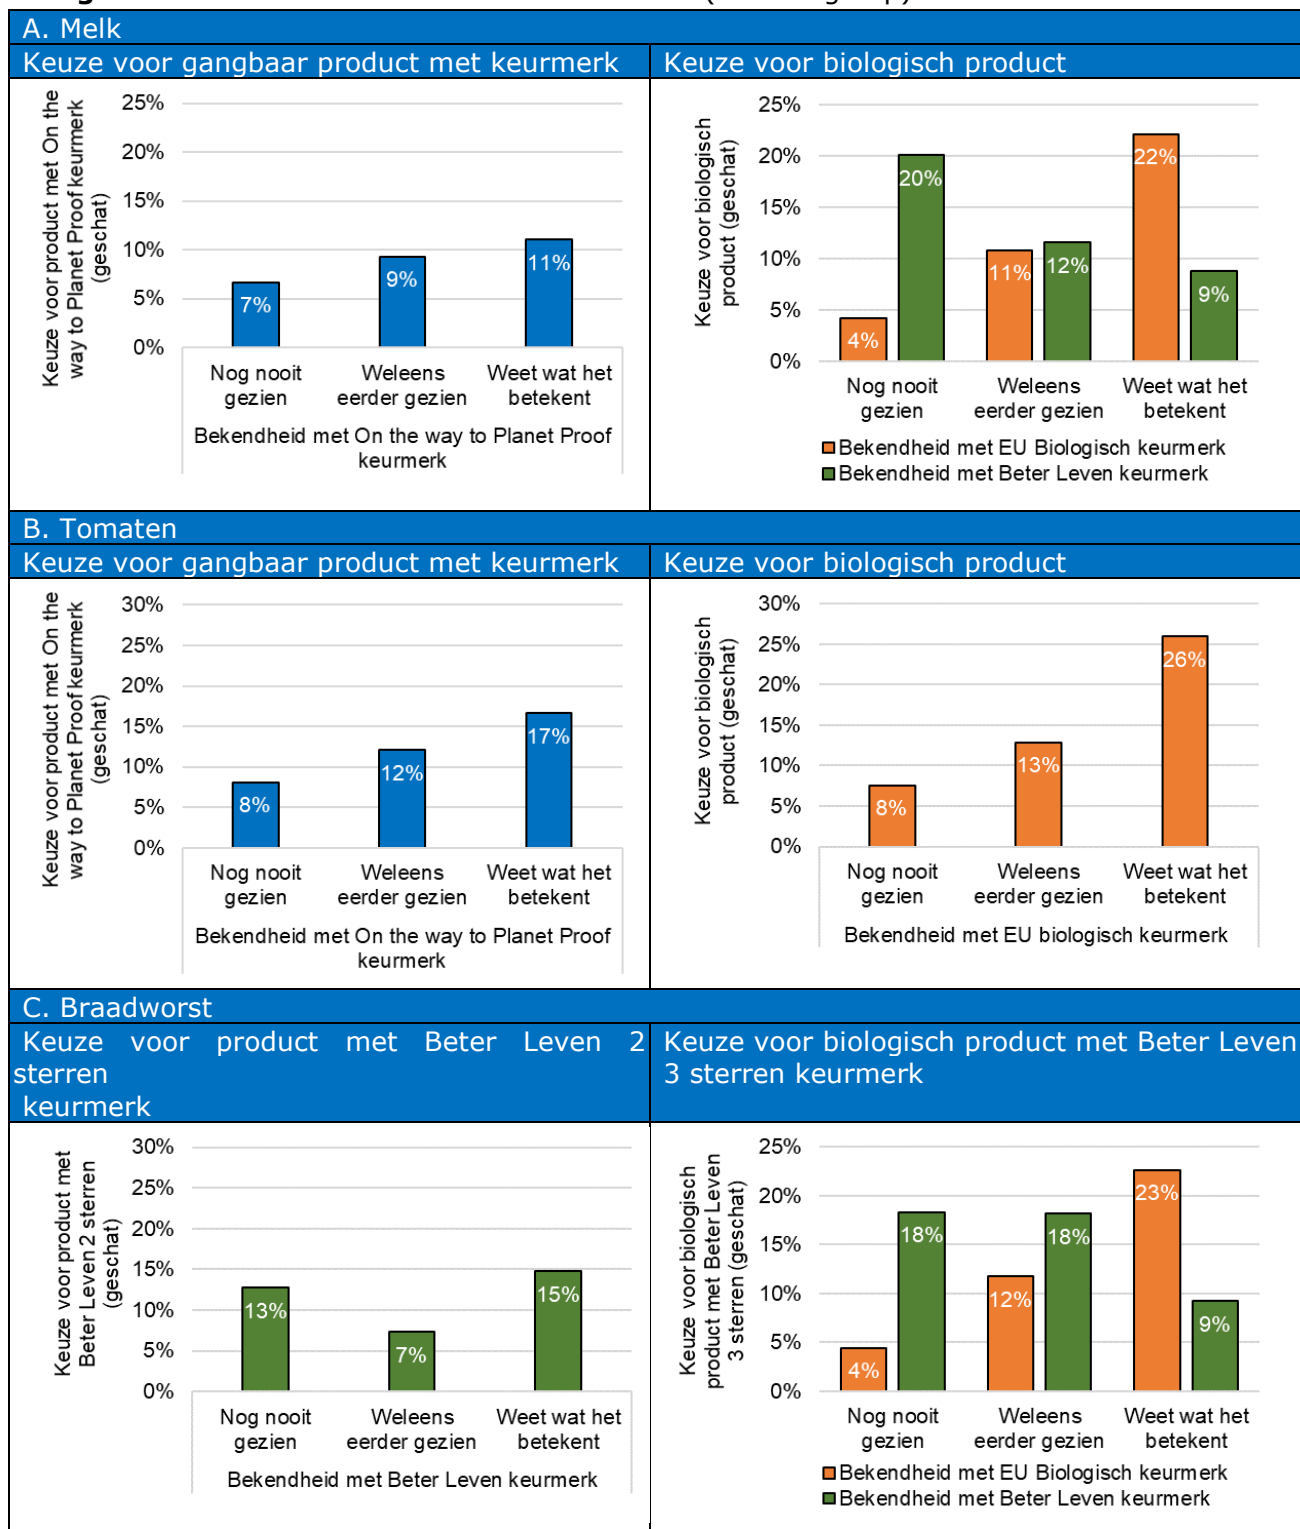 A. Melk
Keuze voor gangbaar product met keurmerk
Keuze voor biologisch product
Keuze voor product met On the
way to Planet Proof keurmerk
(geschat)
25%
20%
15%
10%
5%
0%
7%
9%
11%
Nog nooit
gezien
Weleens
eerder gezien
Weet wat het
betekent
Bekendheid met On the way to Planet Proof
keurmerk
Keuze voor biologisch
product (geschat)
25%
20%
15%
10%
5%
0%
4%
20%
11%
12%
22%
9%
Nog nooit
gezien
Weleens
eerder gezien
Weet wat het
betekent
Bekendheid met EU Biologisch keurmerk
Bekendheid met Beter Leven keurmerk
B. Tomaten
Keuze voor gangbaar product met keurmerk
Keuze voor biologisch product
Keuze voor product met On the
way to Planet Proof keurmerk
(geschat)
30%
25%
20%
15%
10%
5%
0%
8%
12%
17%
Nog nooit
gezien
Weleens
eerder gezien
Weet wat het
betekent
Bekendheid met On the way to Planet Proof
keurmerk
Keuze voor biologisch
product (geschat)
30%
25%
20%
15%
10%
5%
0%
8%
13%
26%
Nog nooit
gezien
Weleens
eerder gezien
Weet wat het
betekent
Bekendheid met EU biologisch keurmerk
C. Braadworst
Keuze voor product met Beter Leven 2
sterren
keurmerk
Keuze voor biologisch product met Beter Leven
3 sterren keurmerk
Keuze voor product met
Beter Leven 2 sterren
(geschat)
30%
25%
20%
15%
10%
5%
0%
13%
7%
15%
Nog nooit
gezien
Weleens
eerder gezien
Weet wat het
betekent
Bekendheid met Beter Leven keurmerk
Keuze voor biologisch
product met Beter Leven
3 sterren (geschat)
25%
20%
15%
10%
5%
0%
4%
18%
12%
18%
23%
9%
Nog nooit
gezien
Weleens
eerder gezien
Weet wat het
betekent
Bekendheid met EU Biologisch keurmerk
Bekendheid met Beter Leven keurmerk